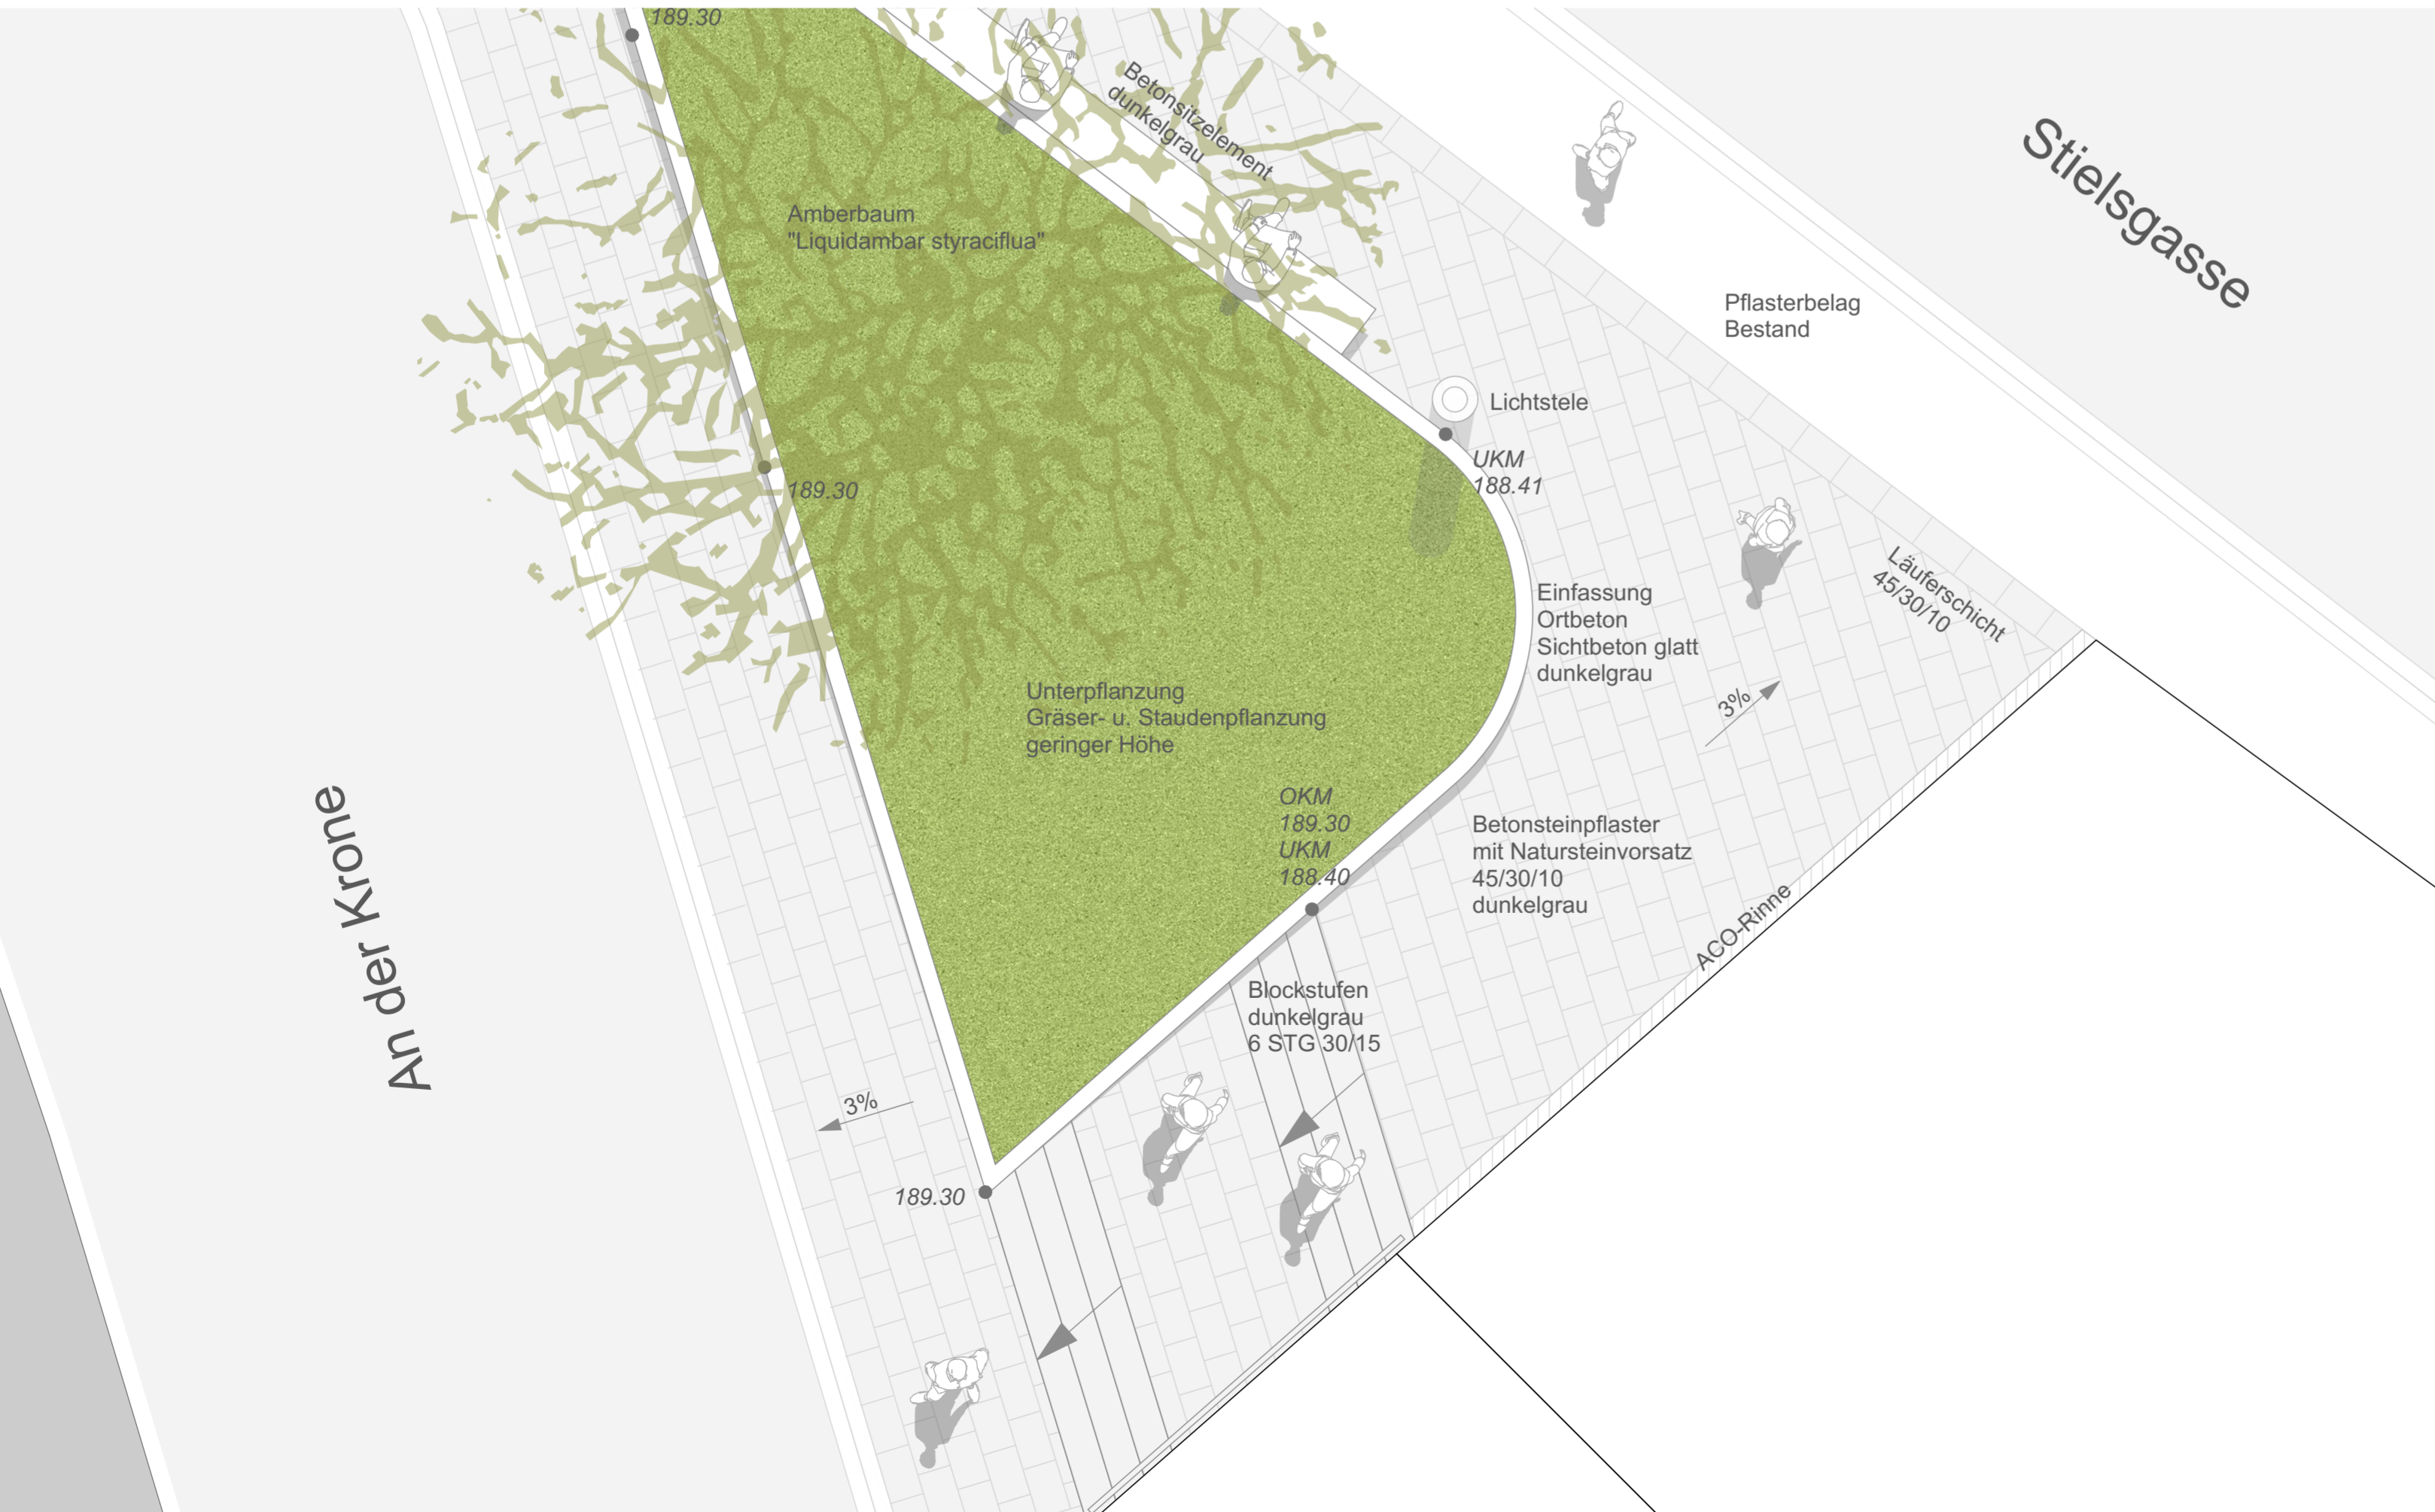 189.30
Betonsitzelement
dunkelgrau
Stielsgasse
Amberbaum
"Liquidambar styraciflua"
Pflasterbelag
Bestand
Lichtstele
UKM
188.41
189.30
Läuferschicht
45/30/10
Einfassung
Ortbeton
Sichtbeton glatt
dunkelgrau
3%
Unterpflanzung
Gräser- u. Staudenpflanzung
geringer Höhe
An der Krone
OKM
189.30
UKM
188.40
Betonsteinpflaster
mit Natursteinvorsatz
45/30/10
dunkelgrau
ACO-Rinne
Blockstufen
dunkelgrau
6 STG 30/15
3%
189.30